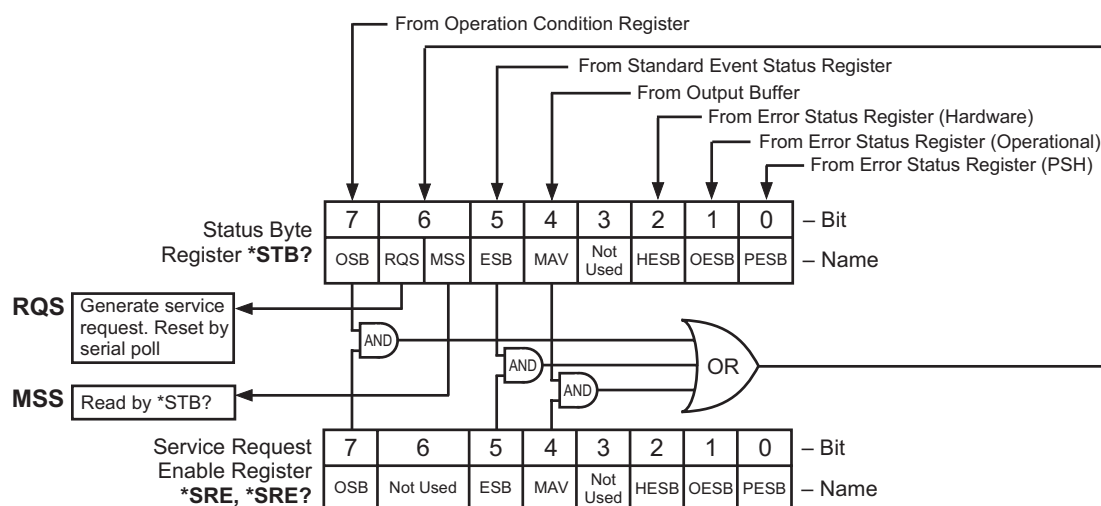 From Operation Condition Register
From Standard Event Status Register
From Output Buffer
From Error Status Register (Hardware)
From Error Status Register (Operational)
From Error Status Register (PSH)
Status Byte
Register *STB?
7 6 5 4 3 2 1 0 – Bit
OSB RQS MSS ESB MAV Not Used HESB OESB PESB – Name
RQS
Generate service
request. Reset by
serial poll
AND
AND
AND
OR
MSS
Read by *STB?
Service Request
Enable Register
*SRE, *SRE?
7 6 5 4 3 2 1 0 – Bit
OSB Not Used ESB MAV Not Used HESB OESB PESB – Name